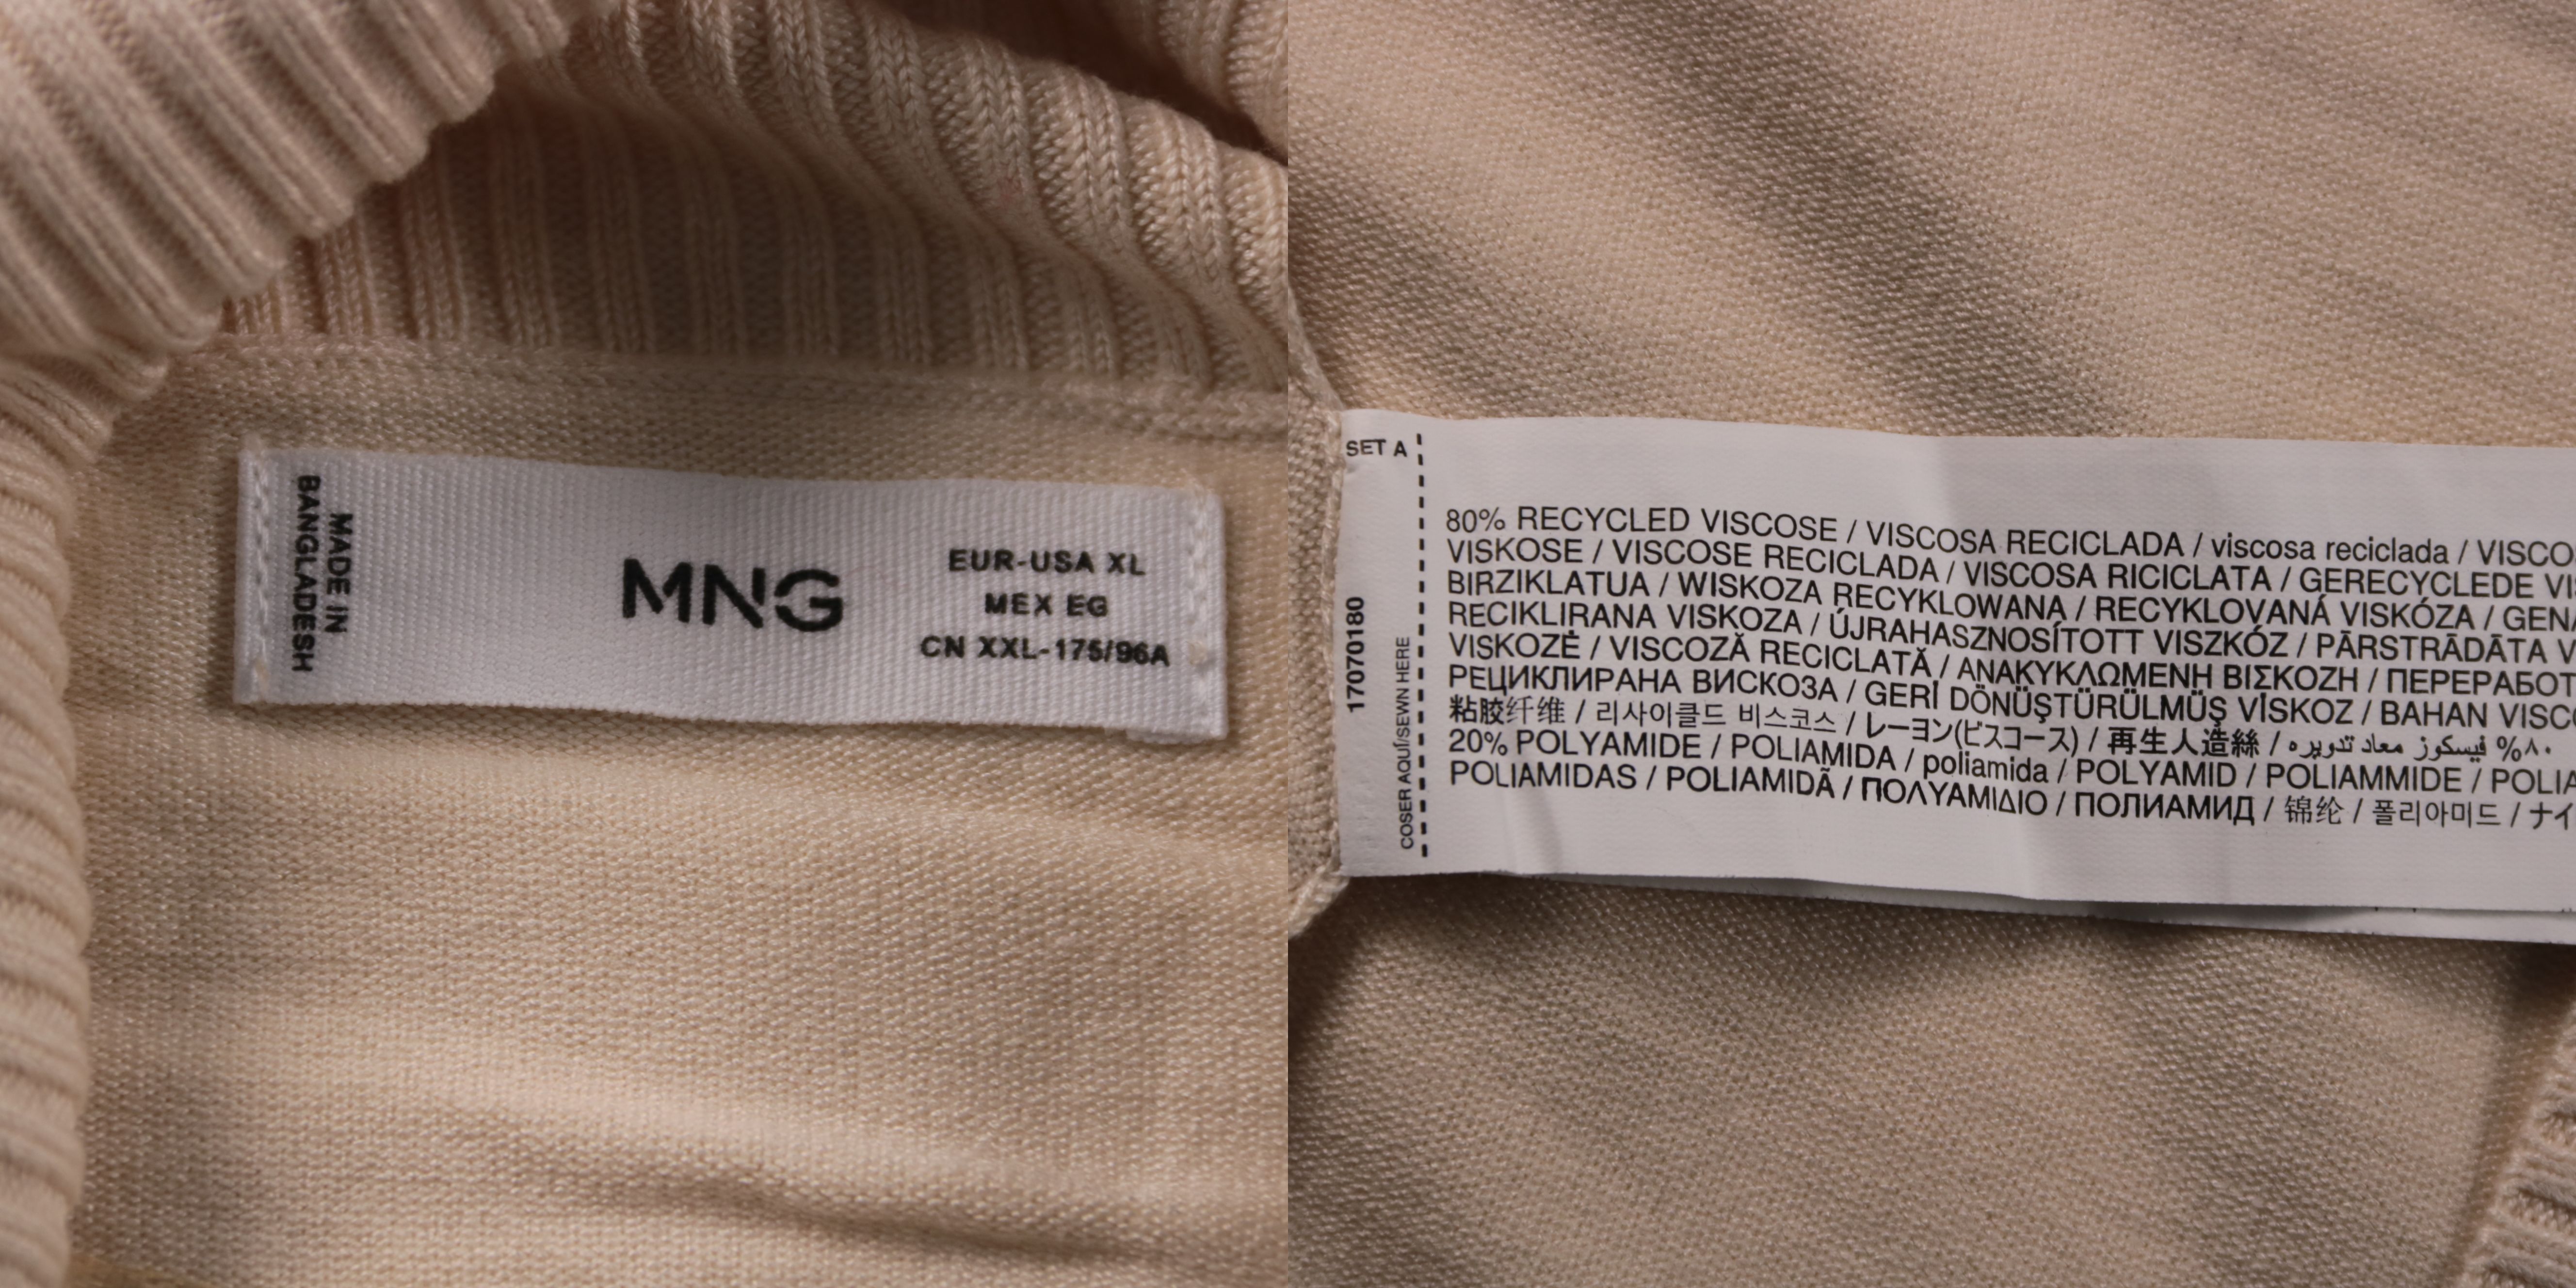 MADE IN
BANGLADESH
MNG
EUR-USA XL
MEX EG
CN XXL-175/96A
SET A
17070180
COSER AQUÍ/SEWN HERE
80% RECYCLED VISCOSE / VISCOSA RECICLADA / viscosa reciclada /
VISKOSE / VISCOSE RECICLADA / VISCOSA RICICLATA / GERECYCLEDE
BIRZIKLATUA / WISKOZA RECYKLOWANA / RECYKLOVANÁ VISKÓZA /
RECIKLIRANA VISKOZA / ÚJRAHASZNOSÍTOTT VISZKÓZ / PĀRSTRĀDĀTA
VISKOZĖ / VISCOZĂ RECICLATĂ / ΑΝΑΚΥΚΛΩΜΕΝΗ ΒΙΣΚΟΖΗ /
РЕЦИКЛИРАНА ВИСКОЗА / GERİ DÖNÜŞTÜRÜLMÜŞ VİSKOZ / BAHAN
粘胶纤维 / 리사이클드 비스코스 / レーヨン(ビスコース) / 再生人造絲 / فيسكوز معاد تدويره %٨٠
20% POLYAMIDE / POLIAMIDA / poliamida / POLYAMID / POLIAMMIDE /
POLIAMIDAS / POLIAMIDĂ / ΠΟΛΥΑΜΙΔΙΟ / ПОЛИАМИД / 锦纶 / 폴리아미드 /